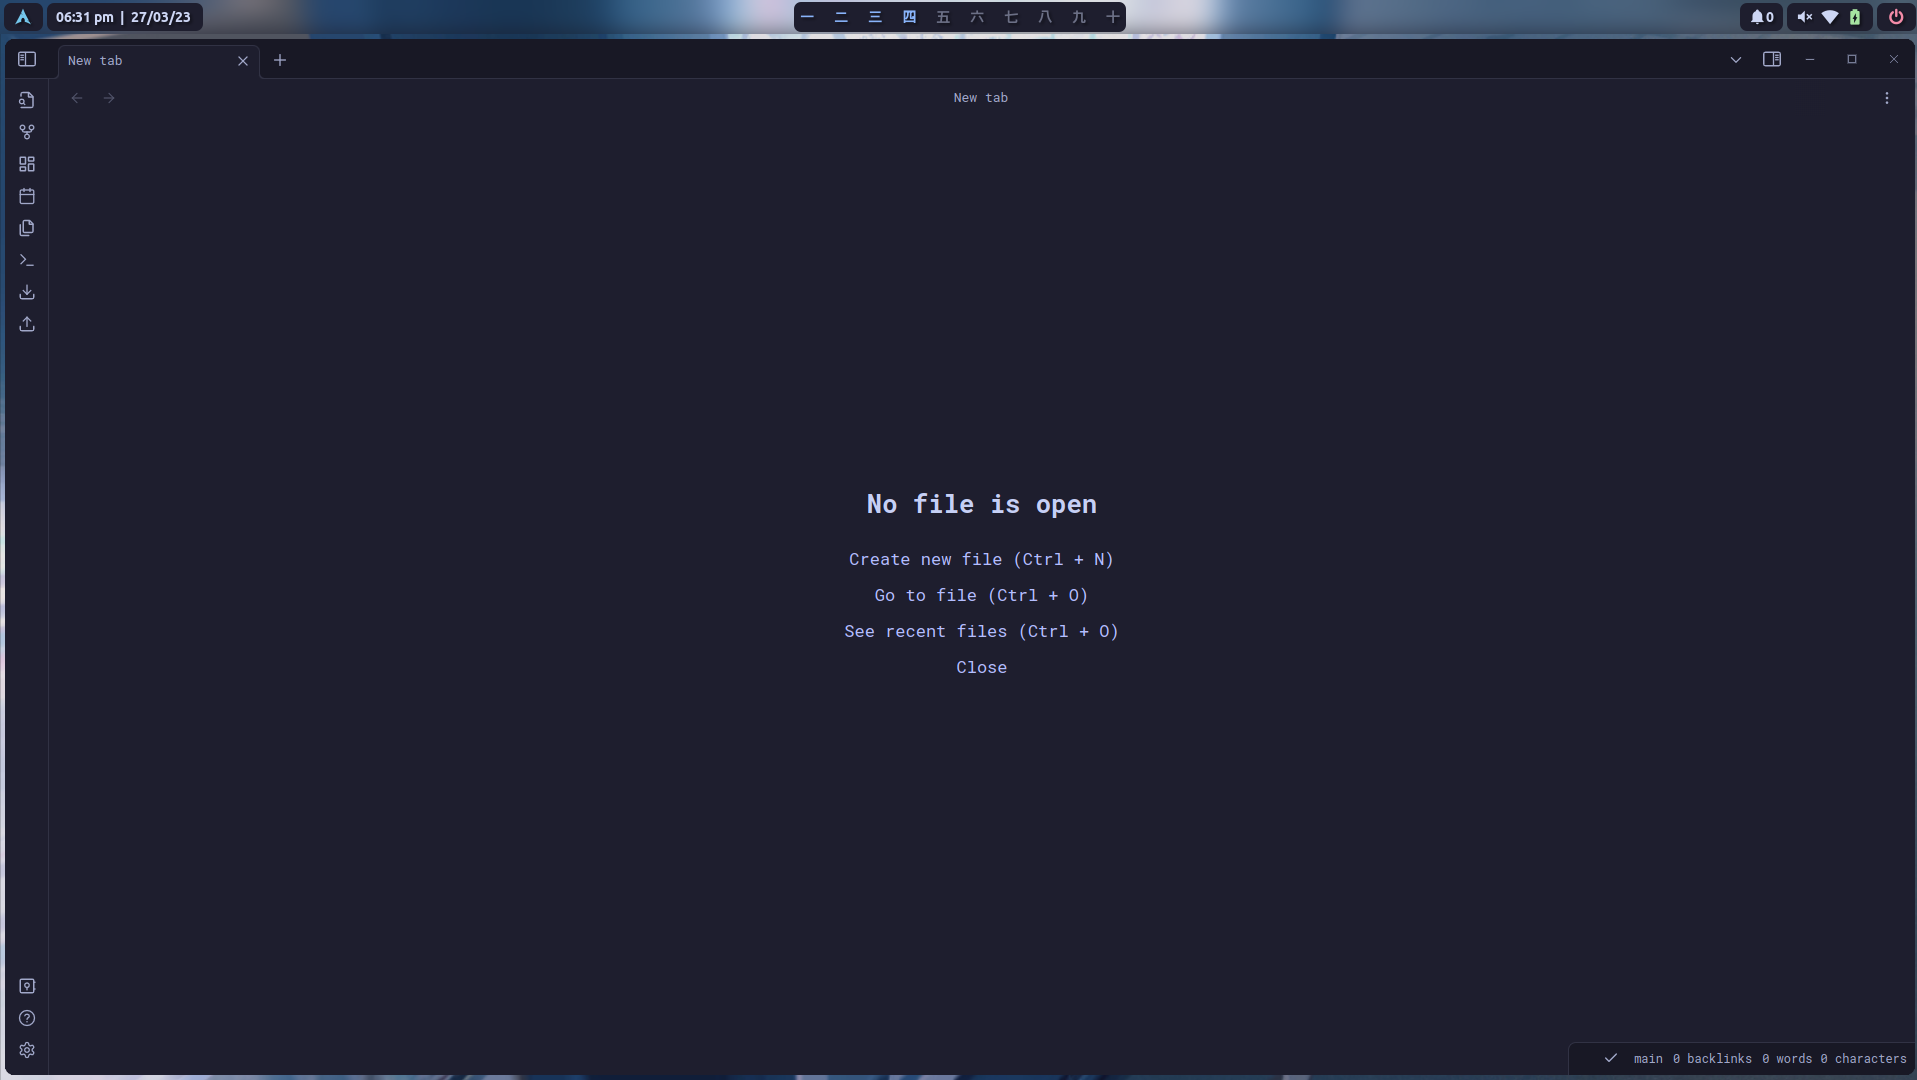 06:31 pm | 27/03/23
一 二 三 四 五 六 七 八 九 十
0
New tab
New tab
No file is open
Create new file (Ctrl + N)
Go to file (Ctrl + O)
See recent files (Ctrl + O)
Close
main 0 backlinks 0 words 0 characters